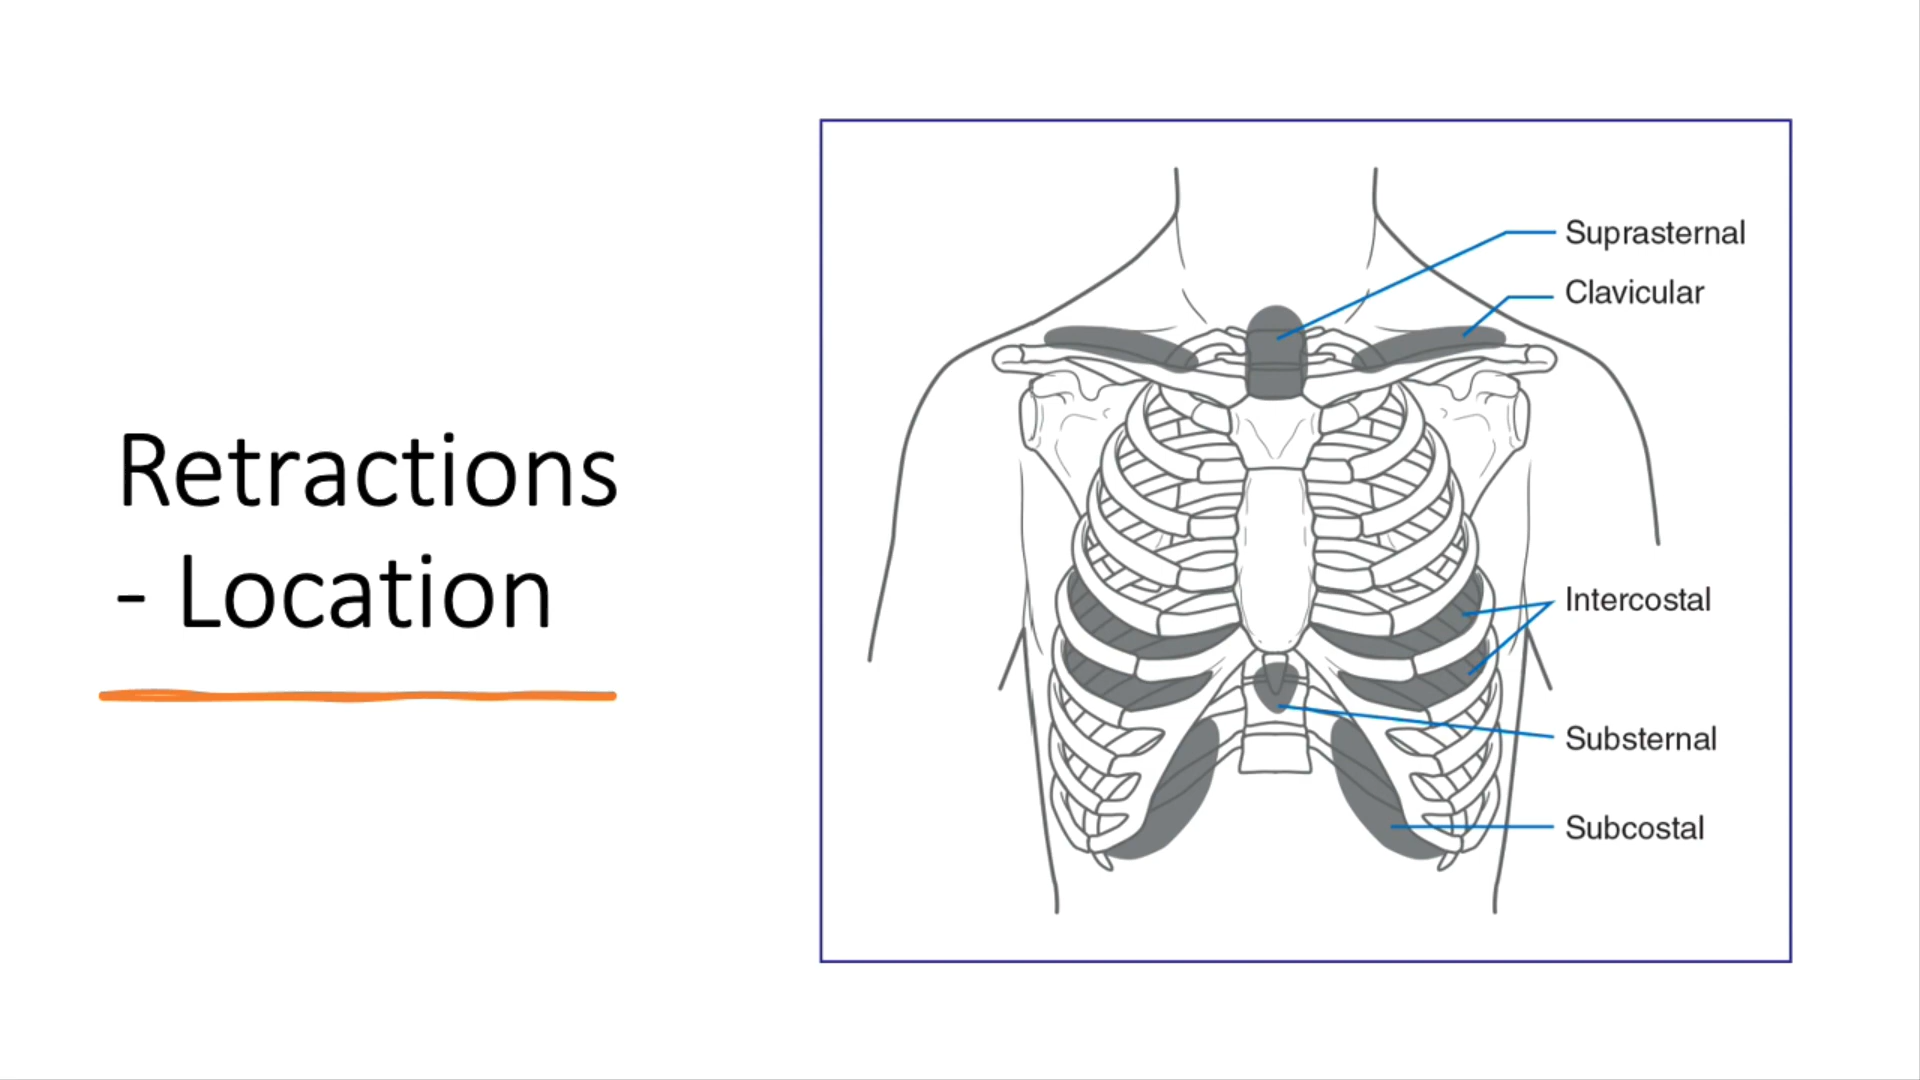 Retractions
- Location
Suprasternal
Clavicular
Intercostal
Substernal
Subcostal